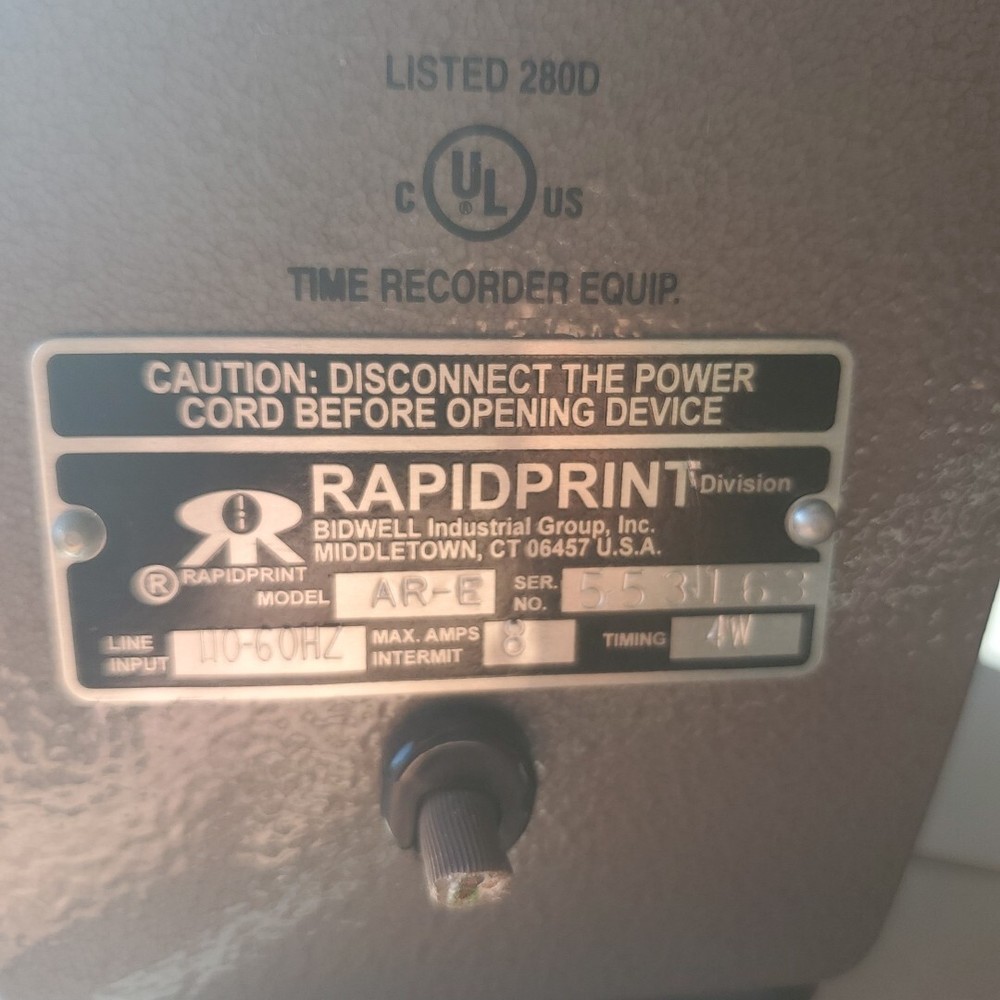 LISTED 280D
C UL ® US
TIME RECORDER EQUIP.
CAUTION: DISCONNECT THE POWER
CORD BEFORE OPENING DEVICE
RAPIDPRINT Division
BIDWELL Industrial Group, Inc.
MIDDLETOWN, CT 06457 U.S.A.
® RAPIDPRINT
MODEL AR-E SER. NO. 553163
LINE INPUT 110-60HZ MAX. AMPS INTERMIT 8 TIMING 4W